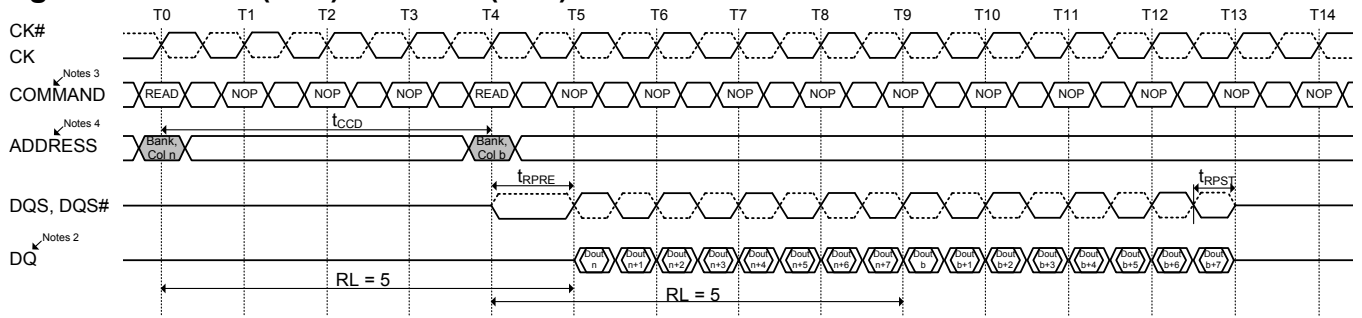 T0 T1 T2 T3 T4 T5 T6 T7 T8 T9 T10 T11 T12 T13 T14
CK#
CK
Notes 3
COMMAND READ NOP NOP NOP READ NOP NOP NOP NOP NOP NOP NOP NOP NOP NOP
Notes 4
tCCD
ADDRESS
Bank, Col n
Bank, Col b
tRPRE
tRPST
DQS, DQS#
Notes 2
DQ
Dout n Dout n+1 Dout n+2 Dout n+3 Dout n+4 Dout n+5 Dout n+6 Dout n+7 Dout b Dout b+1 Dout b+2 Dout b+3 Dout b+4 Dout b+5 Dout b+6 Dout b+7
RL = 5
RL = 5